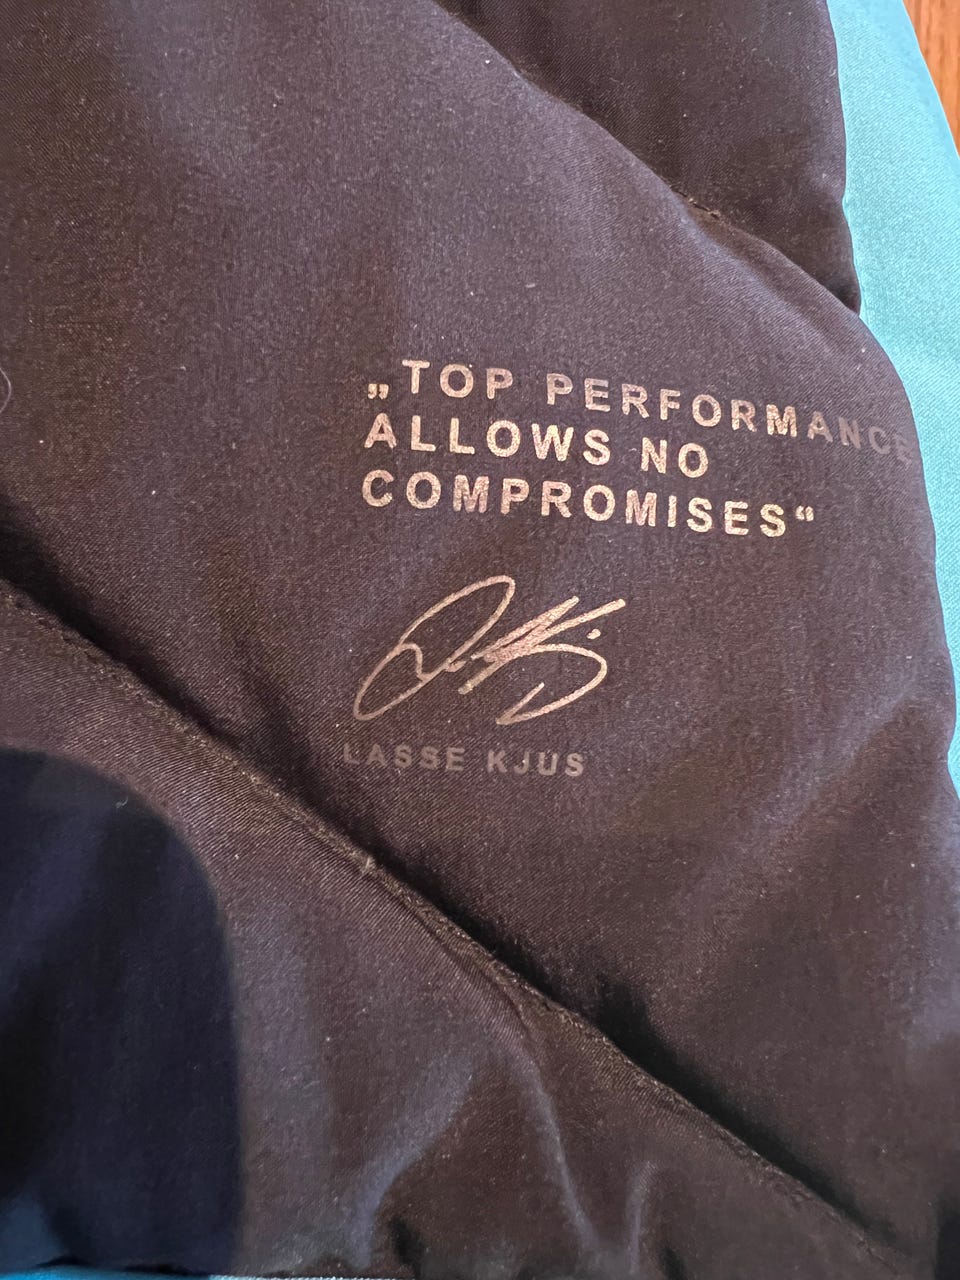 „TOP PERFORMANCE
ALLOWS NO
COMPROMISES“
LASSE KJUS